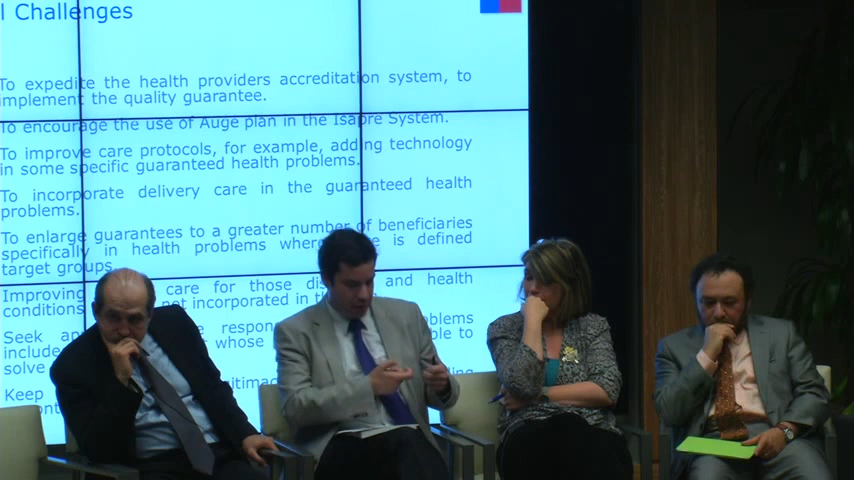 l Challenges
To expedite the health providers accreditation system, to
implement the quality guarantee.
To encourage the use of Auge plan in the Isapre System.
To improve care protocols, for example, adding technology
in some specific guaranteed health problems.
To incorporate delivery care in the guaranteed health
problems.
To enlarge guarantees to a greater number of beneficiaries
specifically in health problems where is defined
target groups.
Improving care for those and health
conditions not incorporated in
Seek
include whose to
solve
Keep